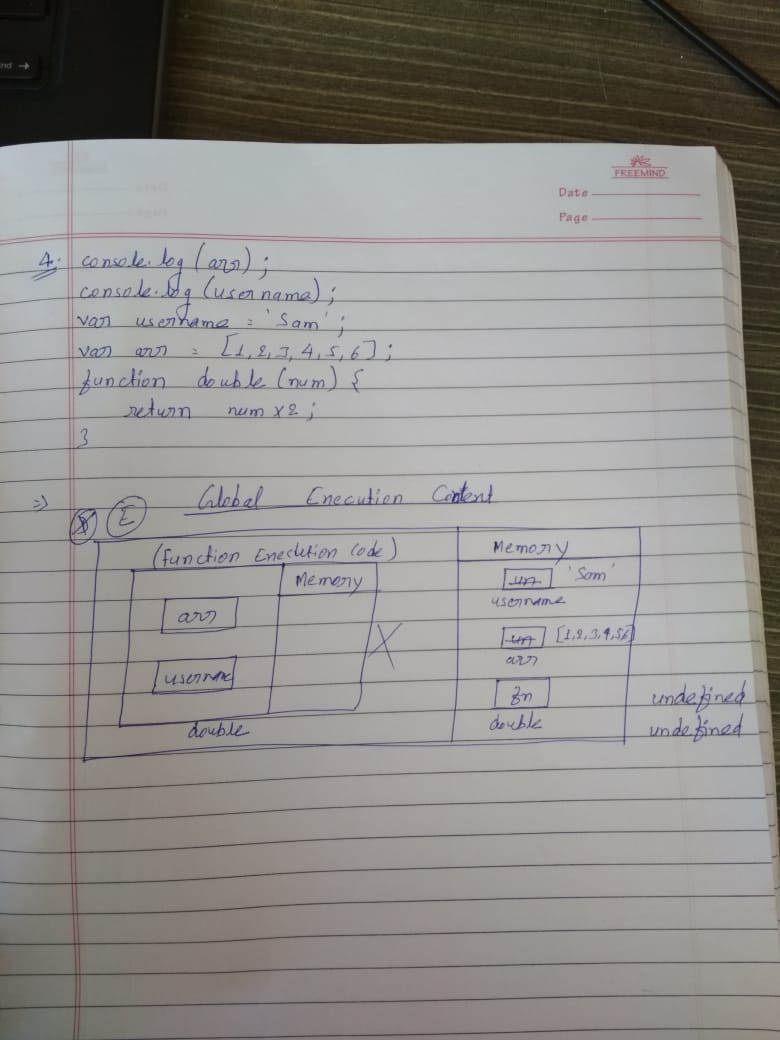 nd →
FREEMIND
Date
Page
4. console.log (arr) ;
console.log (username) ;
var username = 'Sam' ;
var arr = [1, 2, 3, 4, 5, 6] ;
function double (num) {
return num x 2 ;
}
=> Global Execution Context
E
(function Execution Code) Memory
Memory
un 'Sam'
username
arr
un [1,2,3,4,5,6]
arr
username
fn undefined
double double undefined